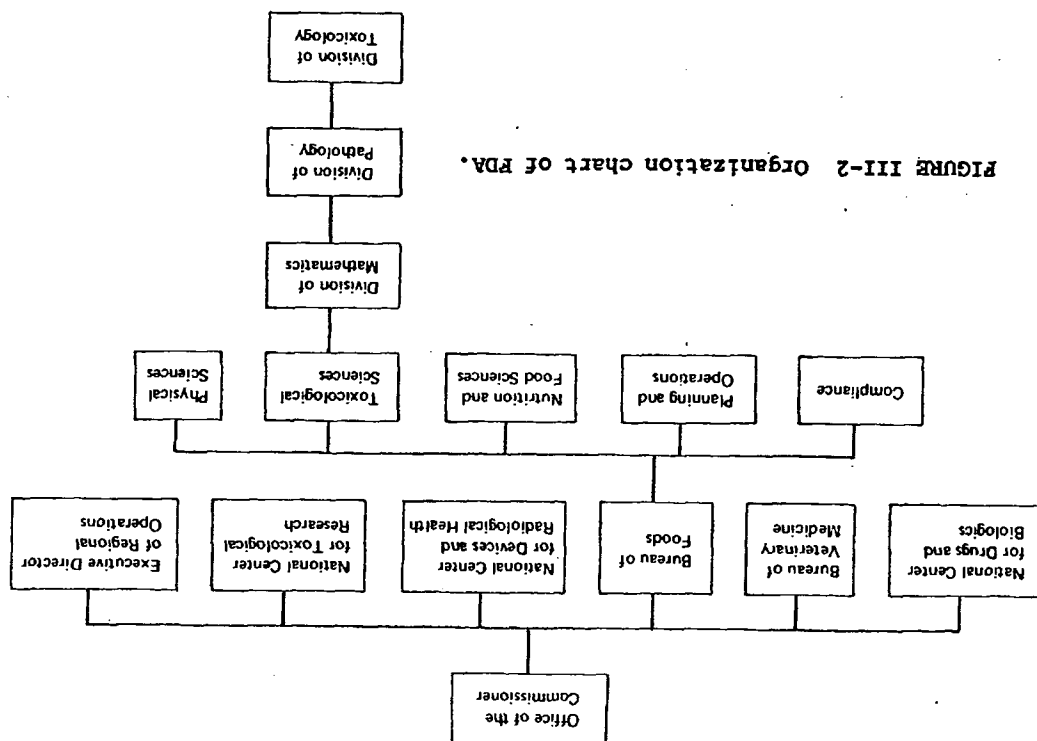 Office of the
Commissioner
National Center
for Drugs and
Biologics
Bureau of
Veterinary
Medicine
Bureau of
Foods
National Center
for Devices and
Radiological Health
National Center
for Toxicological
Research
Executive Director
of Regional
Operations
Compliance
Planning and
Operations
Nutrition and
Food Sciences
Toxicological
Sciences
Physical
Sciences
Division of
Mathematics
Division of
Pathology
Division of
Toxicology
FIGURE III-2 Organization chart of FDA.